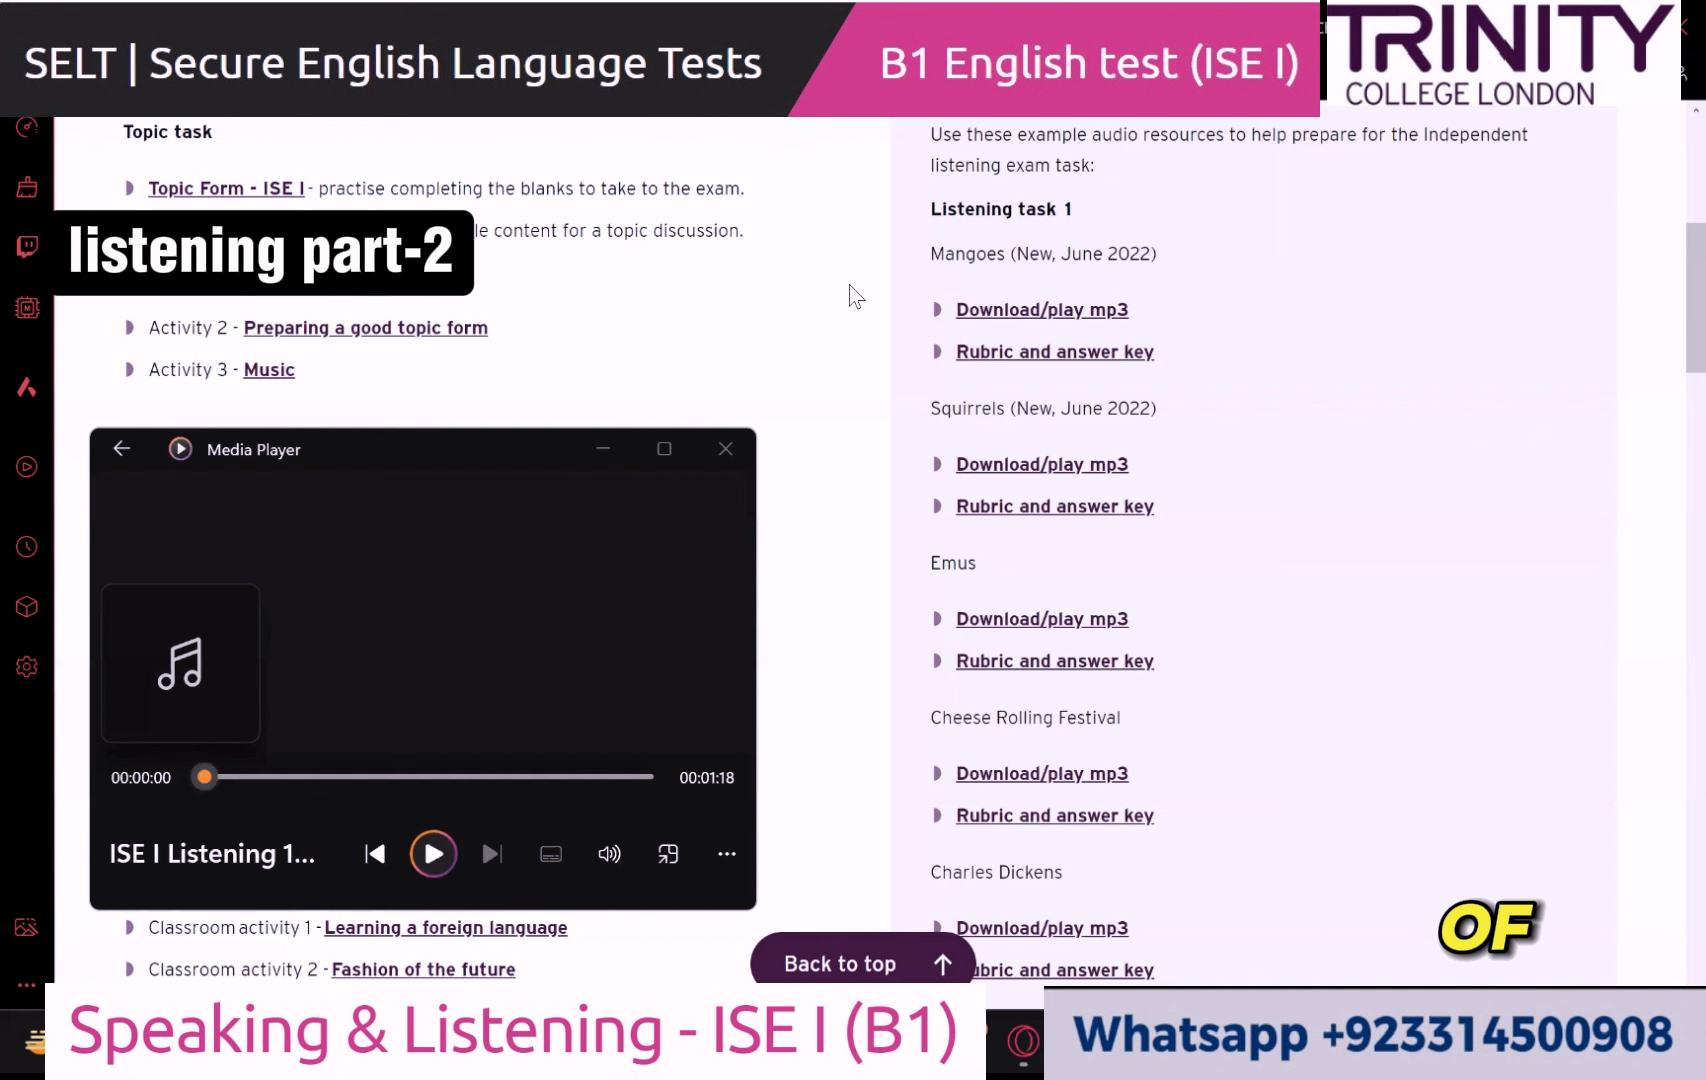 SELT | Secure English Language Tests
B1 English test (ISE I)
TRINITY
COLLEGE LONDON
Topic task
Topic Form - ISE I - practise completing the blanks to take to the exam.
listening part-2
le content for a topic discussion.
Activity 2 - Preparing a good topic form
Activity 3 - Music
Media Player
00:00:00
00:01:18
ISE I Listening 1...
Classroom activity 1 - Learning a foreign language
Classroom activity 2 - Fashion of the future
Use these example audio resources to help prepare for the Independent
listening exam task:
Listening task 1
Mangoes (New, June 2022)
Download/play mp3
Rubric and answer key
Squirrels (New, June 2022)
Download/play mp3
Rubric and answer key
Emus
Download/play mp3
Rubric and answer key
Cheese Rolling Festival
Download/play mp3
Rubric and answer key
Charles Dickens
Download/play mp3
ubric and answer key
Back to top
OF
Speaking & Listening - ISE I (B1)
Whatsapp +923314500908